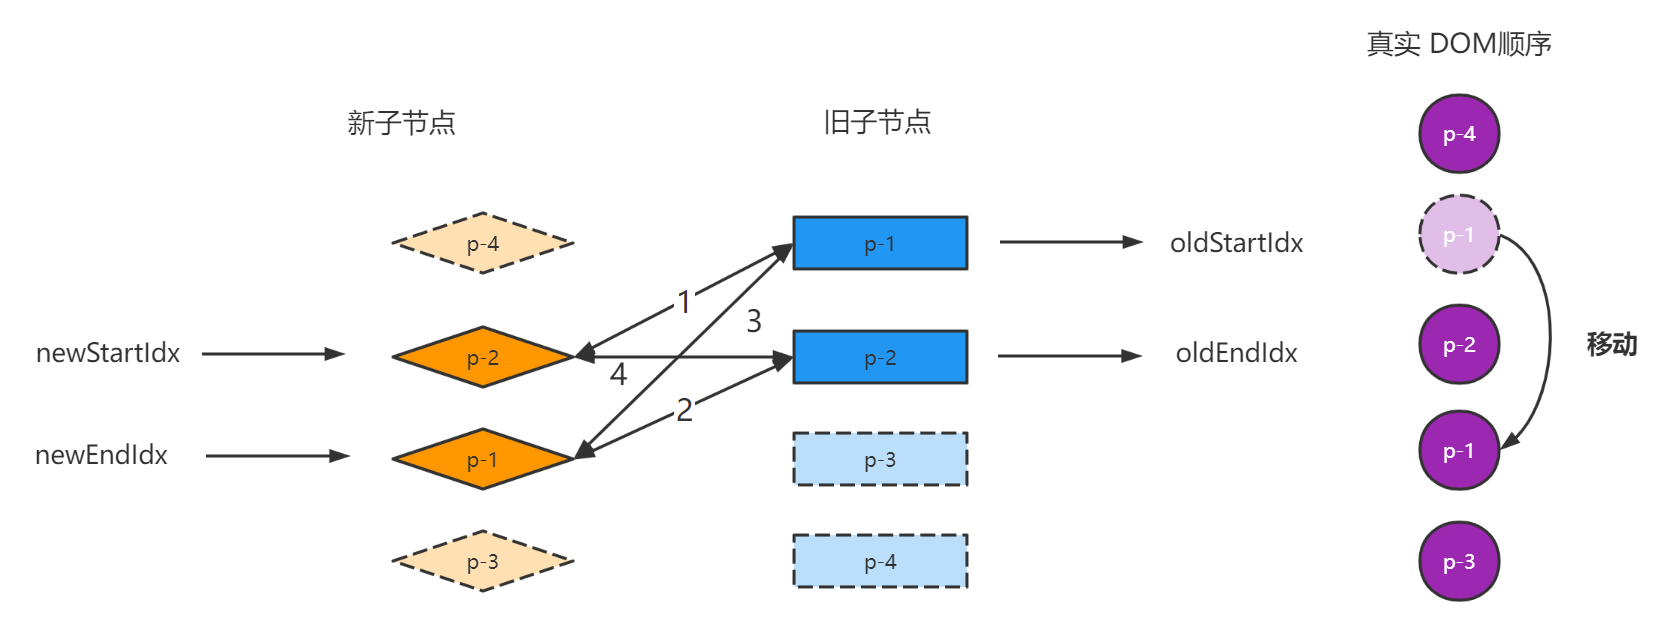 真实 DOM顺序
新子节点
旧子节点
p-4
p-4
p-1
oldStartIdx
p-1
1
3
newStartIdx
p-2
4
p-2
oldEndIdx
p-2
移动
2
newEndIdx
p-1
p-3
p-1
p-3
p-4
p-3